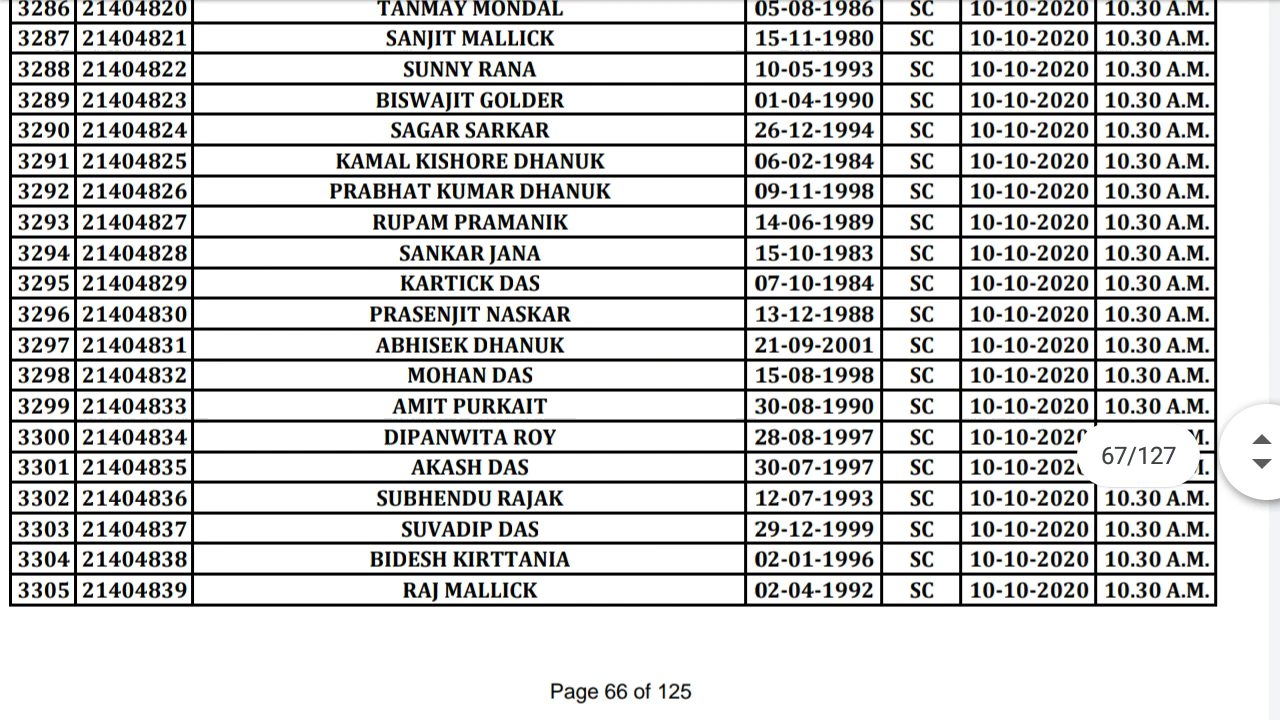 3286 21404820 TANMAY MONDAL 05-08-1986 SC 10-10-2020 10.30 A.M.
3287 21404821 SANJIT MALLICK 15-11-1980 SC 10-10-2020 10.30 A.M.
3288 21404822 SUNNY RANA 10-05-1993 SC 10-10-2020 10.30 A.M.
3289 21404823 BISWAJIT GOLDER 01-04-1990 SC 10-10-2020 10.30 A.M.
3290 21404824 SAGAR SARKAR 26-12-1994 SC 10-10-2020 10.30 A.M.
3291 21404825 KAMAL KISHORE DHANUK 06-02-1984 SC 10-10-2020 10.30 A.M.
3292 21404826 PRABHAT KUMAR DHANUK 09-11-1998 SC 10-10-2020 10.30 A.M.
3293 21404827 RUPAM PRAMANIK 14-06-1989 SC 10-10-2020 10.30 A.M.
3294 21404828 SANKAR JANA 15-10-1983 SC 10-10-2020 10.30 A.M.
3295 21404829 KARTICK DAS 07-10-1984 SC 10-10-2020 10.30 A.M.
3296 21404830 PRASENJIT NASKAR 13-12-1988 SC 10-10-2020 10.30 A.M.
3297 21404831 ABHISEK DHANUK 21-09-2001 SC 10-10-2020 10.30 A.M.
3298 21404832 MOHAN DAS 15-08-1998 SC 10-10-2020 10.30 A.M.
3299 21404833 AMIT PURKAIT 30-08-1990 SC 10-10-2020 10.30 A.M.
3300 21404834 DIPANWITA ROY 28-08-1997 SC 10-10-2020
67/127
3301 21404835 AKASH DAS 30-07-1997 SC 10-10-2020
3302 21404836 SUBHENDU RAJAK 12-07-1993 SC 10-10-2020 10.30 A.M.
3303 21404837 SUVADIP DAS 29-12-1999 SC 10-10-2020 10.30 A.M.
3304 21404838 BIDESH KIRTTANIA 02-01-1996 SC 10-10-2020 10.30 A.M.
3305 21404839 RAJ MALLICK 02-04-1992 SC 10-10-2020 10.30 A.M.
Page 66 of 125